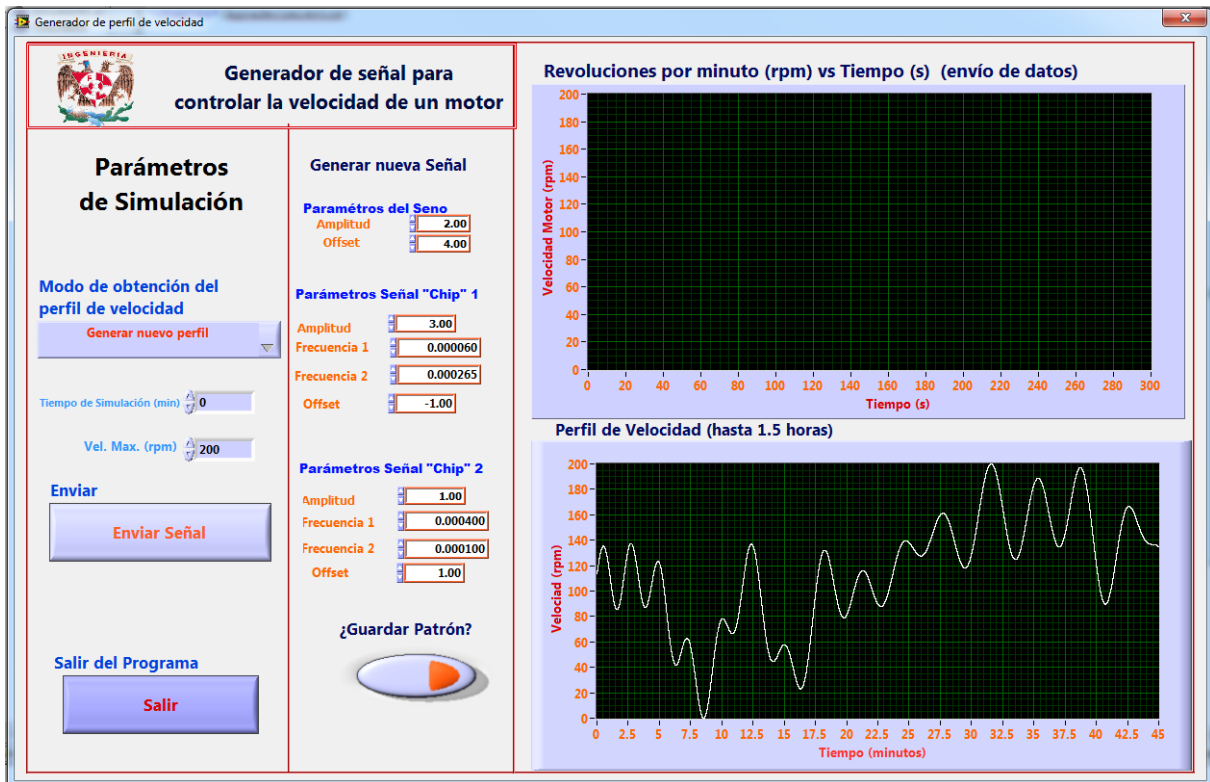 Generador de perfil de velocidad
INGENIERIA
Generador de señal para
controlar la velocidad de un motor
Parámetros
de Simulación
Modo de obtención del
perfil de velocidad
Generar nuevo perfil
Tiempo de Simulación (min) 0
Vel. Max. (rpm) 200
Enviar
Enviar Señal
Salir del Programa
Salir
Generar nueva Señal
Paramétros del Seno
Amplitud 2.00
Offset 4.00
Parámetros Señal "Chip" 1
Amplitud 3.00
Frecuencia 1 0.000060
Frecuencia 2 0.000265
Offset -1.00
Parámetros Señal "Chip" 2
Amplitud 1.00
Frecuencia 1 0.000400
Frecuencia 2 0.000100
Offset 1.00
¿Guardar Patrón?
Revoluciones por minuto (rpm) vs Tiempo (s) (envío de datos)
Velocidad Motor (rpm)
200
180
160
140
120
100
80
60
40
20
0
0 20 40 60 80 100 120 140 160 180 200 220 240 260 280 300
Tiempo (s)
Perfil de Velocidad (hasta 1.5 horas)
Velociad (rpm)
200
180
160
140
120
100
80
60
40
20
0
0 2.5 5 7.5 10 12.5 15 17.5 20 22.5 25 27.5 30 32.5 35 37.5 40 42.5 45
Tiempo (minutos)